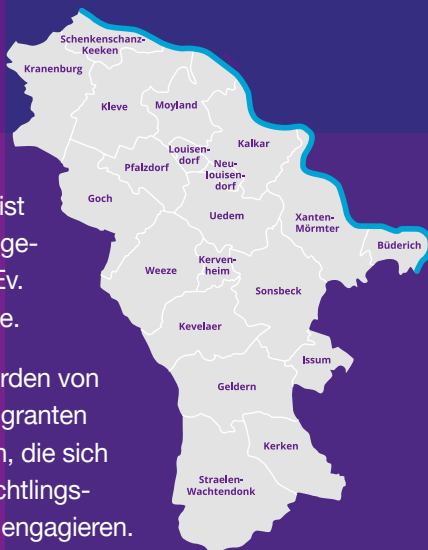 Schenkenschanz-
Keeken
Kranenburg
Kleve
Moyland
Louisen-
dorf
Kalkar
Pfalzdorf
Neu-
louisen-
dorf
Goch
Uedem
Xanten-
Mörmter
Büderich
Weeze
Kerven-
heim
Sonsbeck
Kevelaer
Issum
Geldern
Kerken
Straelen-
Wachtendonk
ist
ge-
Ev.
e.
rden von
granten
n, die sich
chtlings-
engagieren.